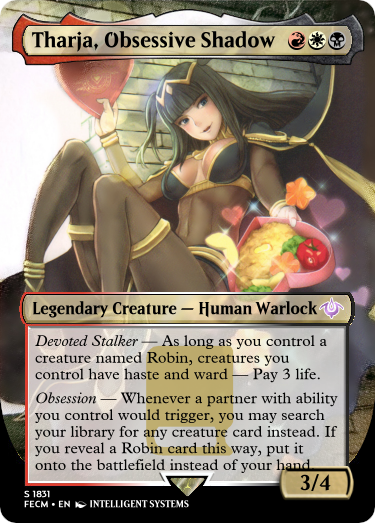 Tharja, Obsessive Shadow
Legendary Creature — Human Warlock
Devoted Stalker — As long as you control a
creature named Robin, creatures you
control have haste and ward — Pay 3 life.
Obsession — Whenever a partner with ability
you control would trigger, you may search
your library for any creature card instead. If
you reveal a Robin card this way, put it
onto the battlefield instead of your hand.
3/4
S 1831
FECM • EN INTELLIGENT SYSTEMS